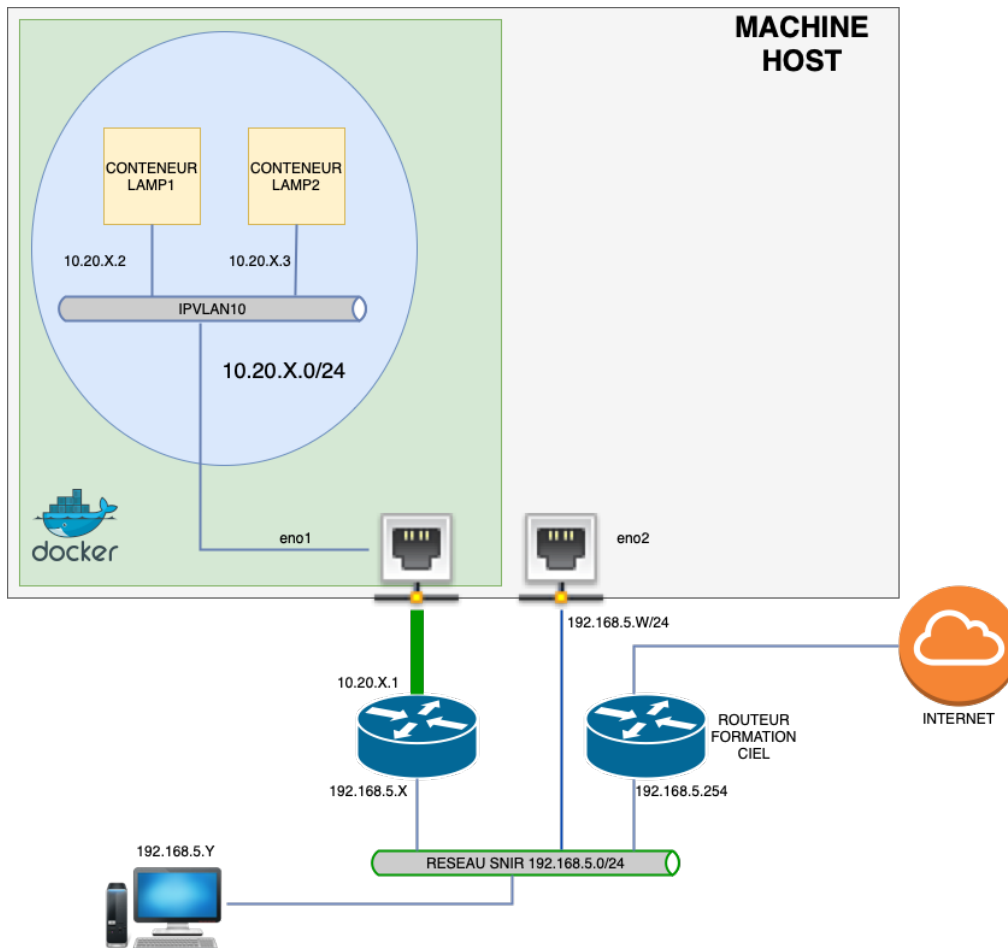 MACHINE
HOST
CONTENEUR
LAMP1
CONTENEUR
LAMP2
10.20.X.2
10.20.X.3
IPVLAN10
10.20.X.0/24
docker
eno1
eno2
192.168.5.W/24
10.20.X.1
ROUTEUR
FORMATION
CIEL
INTERNET
192.168.5.X
192.168.5.254
192.168.5.Y
RESEAU SNIR 192.168.5.0/24